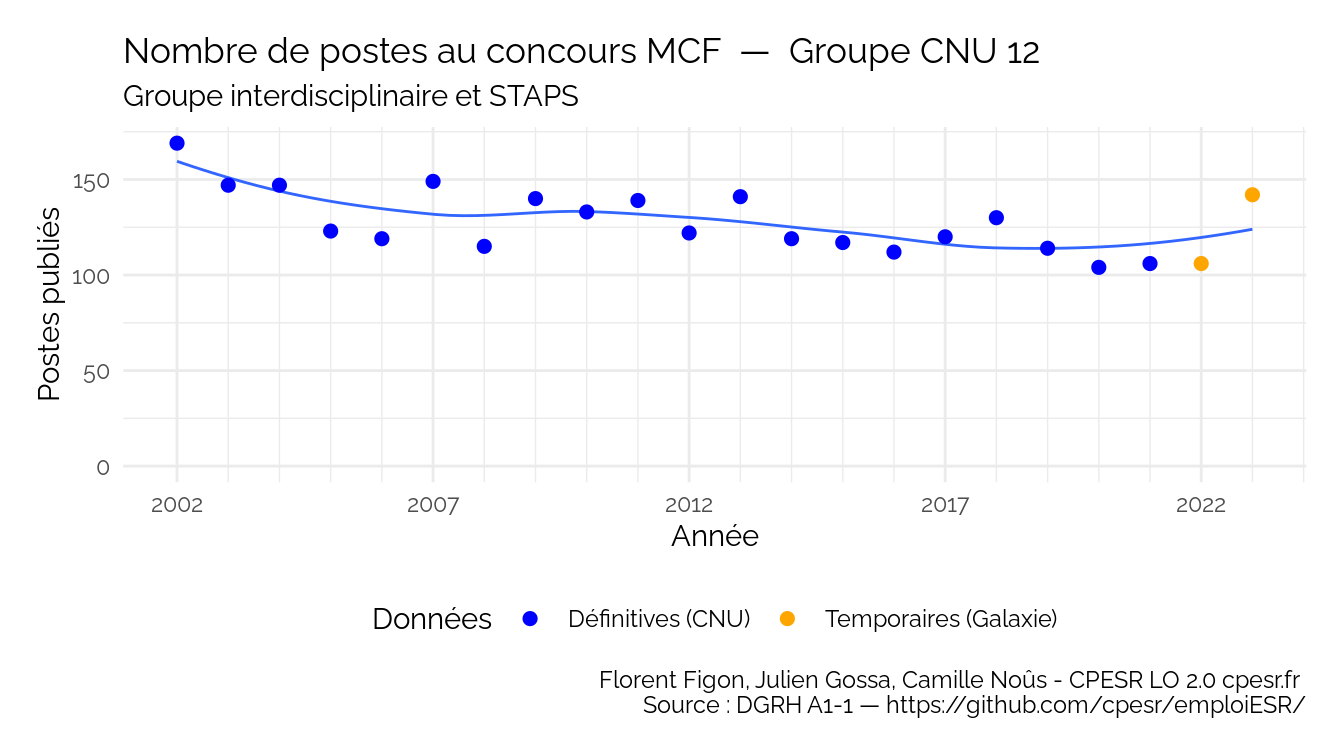 Nombre de postes au concours MCF — Groupe CNU 12
Groupe interdisciplinaire et STAPS
Postes publiés
150
100
50
0
2002 2007 2012 2017 2022
Année
Données Définitives (CNU) Temporaires (Galaxie)
Florent Figon, Julien Gossa, Camille Noûs - CPESR LO 2.0 cpesr.fr
Source : DGRH A1-1 — https://github.com/cpesr/emploiESR/